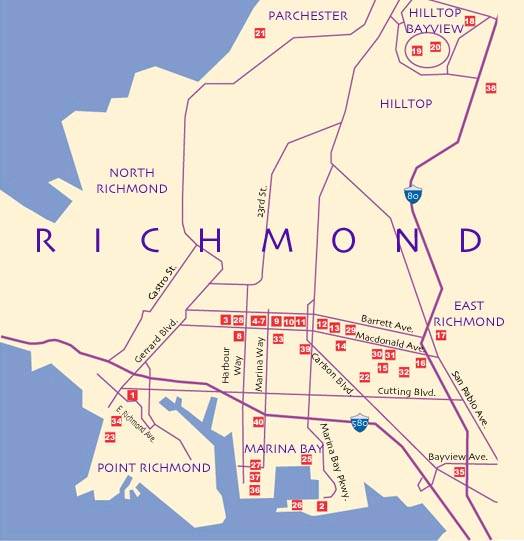 PARCHESTER
HILLTOP
BAYVIEW
18
21
19
20
38
HILLTOP
NORTH
RICHMOND
23rd St.
80
RICHMOND
Castro St.
EAST
RICHMOND
Gerrard Blvd.
3
28
4-7
9
10
11
12
13
29
Barrett Ave.
8
33
39
14
Macdonald Ave.
17
30
31
16
15
32
22
Harbour
Way
Marina Way
Carlson Blvd.
Cutting Blvd.
San Pablo Ave.
1
34
23
E. Richmond Ave.
40
580
POINT RICHMOND
MARINA BAY
25
Marina Bay Pkwy.
Bayview Ave.
35
27
37
36
26
2